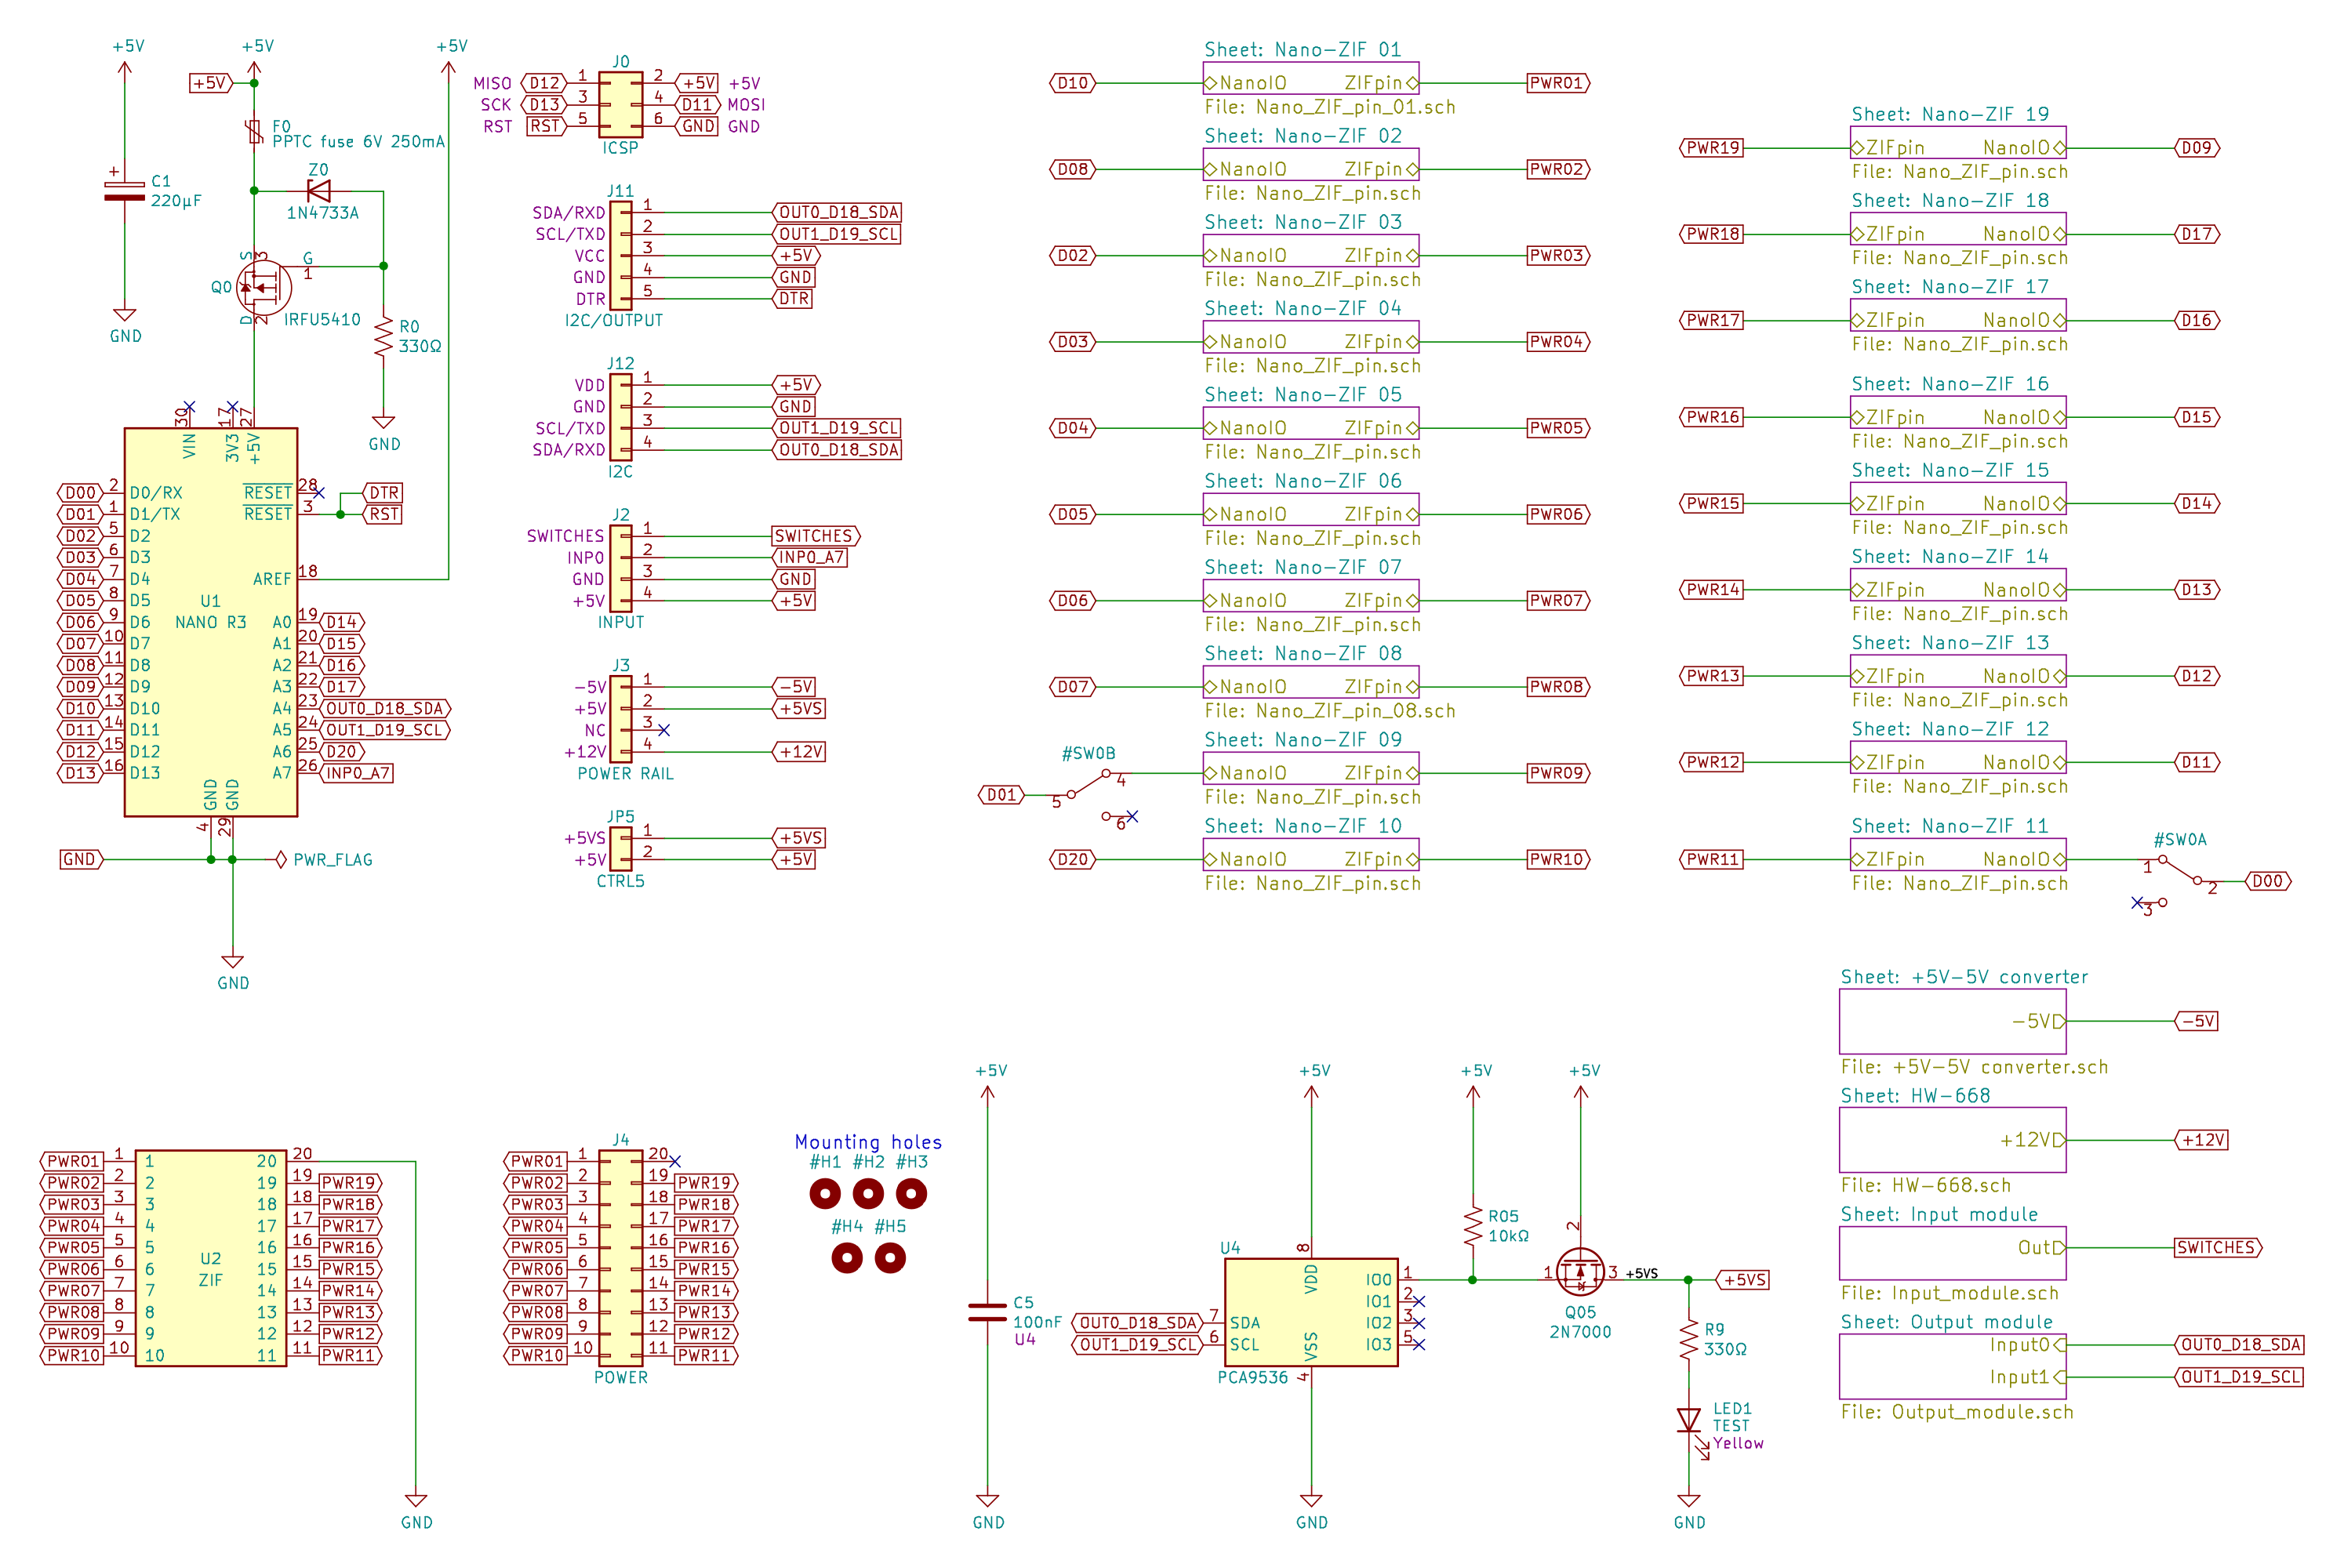 +5V
+5V
+5V
+5V
F0
PPTC fuse 6V 250mA
Z0
1N4733A
+
C1
220µF
GND
S
3
G
1
Q0
D
2
IRFU5410
R0
330Ω
GND
30
17
27
VIN
3V3
+5V
D00 2 D0/RX
D01 1 D1/TX
D02 5 D2
D03 6 D3
D04 7 D4
D05 8 D5
D06 9 D6
D07 10 D7
D08 11 D8
D09 12 D9
D10 13 D10
D11 14 D11
D12 15 D12
D13 16 D13
U1
NANO R3
RESET 28
DTR
RESET 3 RST
AREF 18
A0 19 D14
A1 20 D15
A2 21 D16
A3 22 D17
A4 23 OUT0_D18_SDA
A5 24 OUT1_D19_SCL
A6 25 D20
A7 26 INP0_A7
GND GND
4 29
GND
PWR_FLAG
GND
J0
MISO D12 1 2 +5V +5V
SCK D13 3 4 D11 MOSI
RST RST 5 6 GND GND
ICSP
J11
SDA/RXD 1 OUT0_D18_SDA
SCL/TXD 2 OUT1_D19_SCL
VCC 3 +5V
GND 4 GND
DTR 5 DTR
I2C/OUTPUT
J12
VDD 1 +5V
GND 2 GND
SCL/TXD 3 OUT1_D19_SCL
SDA/RXD 4 OUT0_D18_SDA
I2C
J2
SWITCHES 1 SWITCHES
INP0 2 INP0_A7
GND 3 GND
+5V 4 +5V
INPUT
J3
-5V 1 -5V
+5V 2 +5VS
NC 3
+12V 4 +12V
POWER RAIL
JP5
+5VS 1 +5VS
+5V 2 +5V
CTRL5
Sheet: Nano-ZIF 01
D10 NanoIO ZIFpin PWR01
File: Nano_ZIF_pin_01.sch
Sheet: Nano-ZIF 02
D08 NanoIO ZIFpin PWR02
File: Nano_ZIF_pin.sch
Sheet: Nano-ZIF 03
D02 NanoIO ZIFpin PWR03
File: Nano_ZIF_pin.sch
Sheet: Nano-ZIF 04
D03 NanoIO ZIFpin PWR04
File: Nano_ZIF_pin.sch
Sheet: Nano-ZIF 05
D04 NanoIO ZIFpin PWR05
File: Nano_ZIF_pin.sch
Sheet: Nano-ZIF 06
D05 NanoIO ZIFpin PWR06
File: Nano_ZIF_pin.sch
Sheet: Nano-ZIF 07
D06 NanoIO ZIFpin PWR07
File: Nano_ZIF_pin.sch
Sheet: Nano-ZIF 08
D07 NanoIO ZIFpin PWR08
File: Nano_ZIF_pin_08.sch
Sheet: Nano-ZIF 09
#SW0B
4
D01 5
6
NanoIO ZIFpin PWR09
File: Nano_ZIF_pin.sch
Sheet: Nano-ZIF 10
D20 NanoIO ZIFpin PWR10
File: Nano_ZIF_pin.sch
Sheet: Nano-ZIF 19
PWR19 ZIFpin NanoIO D09
File: Nano_ZIF_pin.sch
Sheet: Nano-ZIF 18
PWR18 ZIFpin NanoIO D17
File: Nano_ZIF_pin.sch
Sheet: Nano-ZIF 17
PWR17 ZIFpin NanoIO D16
File: Nano_ZIF_pin.sch
Sheet: Nano-ZIF 16
PWR16 ZIFpin NanoIO D15
File: Nano_ZIF_pin.sch
Sheet: Nano-ZIF 15
PWR15 ZIFpin NanoIO D14
File: Nano_ZIF_pin.sch
Sheet: Nano-ZIF 14
PWR14 ZIFpin NanoIO D13
File: Nano_ZIF_pin.sch
Sheet: Nano-ZIF 13
PWR13 ZIFpin NanoIO D12
File: Nano_ZIF_pin.sch
Sheet: Nano-ZIF 12
PWR12 ZIFpin NanoIO D11
File: Nano_ZIF_pin.sch
Sheet: Nano-ZIF 11
PWR11 ZIFpin NanoIO
File: Nano_ZIF_pin.sch
#SW0A
1
2 D00
3
PWR01 1 1 20 20
PWR02 2 2 19 19 PWR19
PWR03 3 3 18 18 PWR18
PWR04 4 4 17 17 PWR17
PWR05 5 5 16 16 PWR16
PWR06 6 6 15 15 PWR15
PWR07 7 7 14 14 PWR14
PWR08 8 8 13 13 PWR13
PWR09 9 9 12 12 PWR12
PWR10 10 10 11 11 PWR11
U2
ZIF
GND
J4
PWR01 1 20
PWR02 2 19 PWR19
PWR03 3 18 PWR18
PWR04 4 17 PWR17
PWR05 5 16 PWR16
PWR06 6 15 PWR15
PWR07 7 14 PWR14
PWR08 8 13 PWR13
PWR09 9 12 PWR12
PWR10 10 11 PWR11
POWER
Mounting holes
#H1 #H2 #H3
#H4 #H5
+5V
C5
100nF
U4
GND
+5V
U4
8
VDD
OUT0_D18_SDA 7 SDA
OUT1_D19_SCL 6 SCL
IO0 1
IO1 2
IO2 3
IO3 5
VSS
4
PCA9536
GND
+5V
R05
10kΩ
+5V
2
1
3
+5VS
+5VS
Q05
2N7000
R9
330Ω
LED1
TEST
Yellow
GND
Sheet: +5V-5V converter
-5V -5V
File: +5V-5V converter.sch
Sheet: HW-668
+12V +12V
File: HW-668.sch
Sheet: Input module
Out SWITCHES
File: Input_module.sch
Sheet: Output module
Input0 OUT0_D18_SDA
Input1 OUT1_D19_SCL
File: Output_module.sch